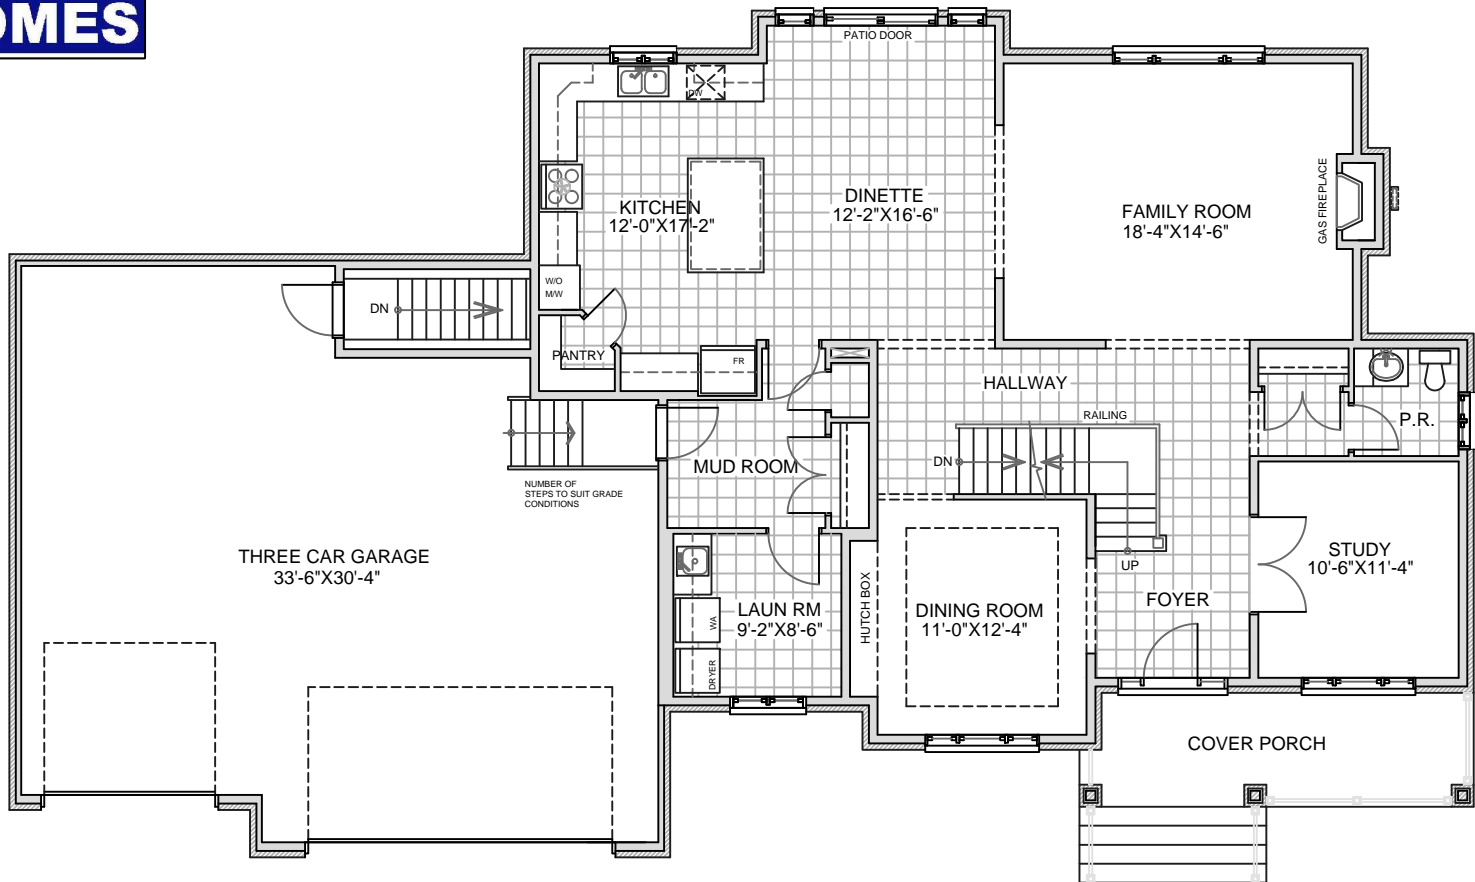 OMES
PATIO DOOR
DW
KITCHEN
12'-0"X17'-2"
DINETTE
12'-2"X16'-6"
FAMILY ROOM
18'-4"X14'-6"
GAS FIREPLACE
W/O
M/W
DN
PANTRY
FR
HALLWAY
RAILING
P.R.
MUD ROOM
DN
NUMBER OF
STEPS TO SUIT GRADE
CONDITIONS
THREE CAR GARAGE
33'-6"X30'-4"
STUDY
10'-6"X11'-4"
UP
FOYER
LAUN RM
9'-2"X8'-6"
WA
DRYER
HUTCH BOX
DINING ROOM
11'-0"X12'-4"
COVER PORCH